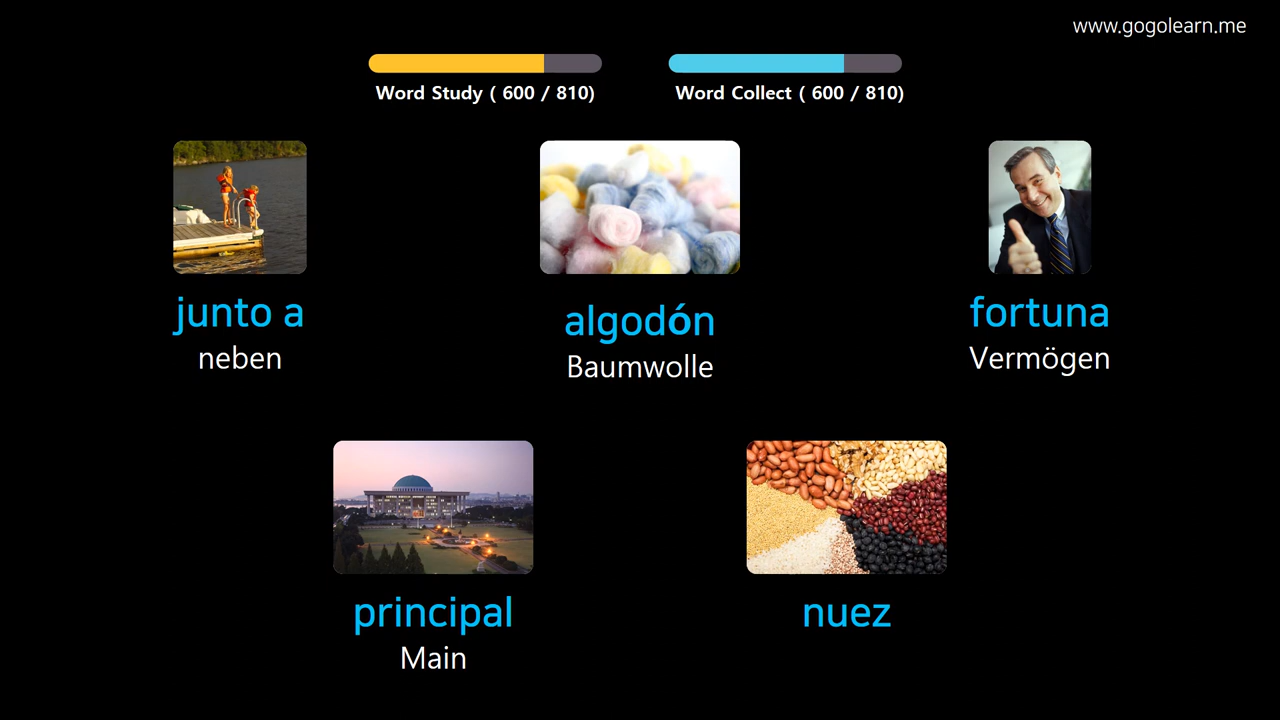 www.gogolearn.me
Word Study ( 600 / 810)
Word Collect ( 600 / 810)
junto a
neben
algodón
Baumwolle
fortuna
Vermögen
principal
Main
nuez